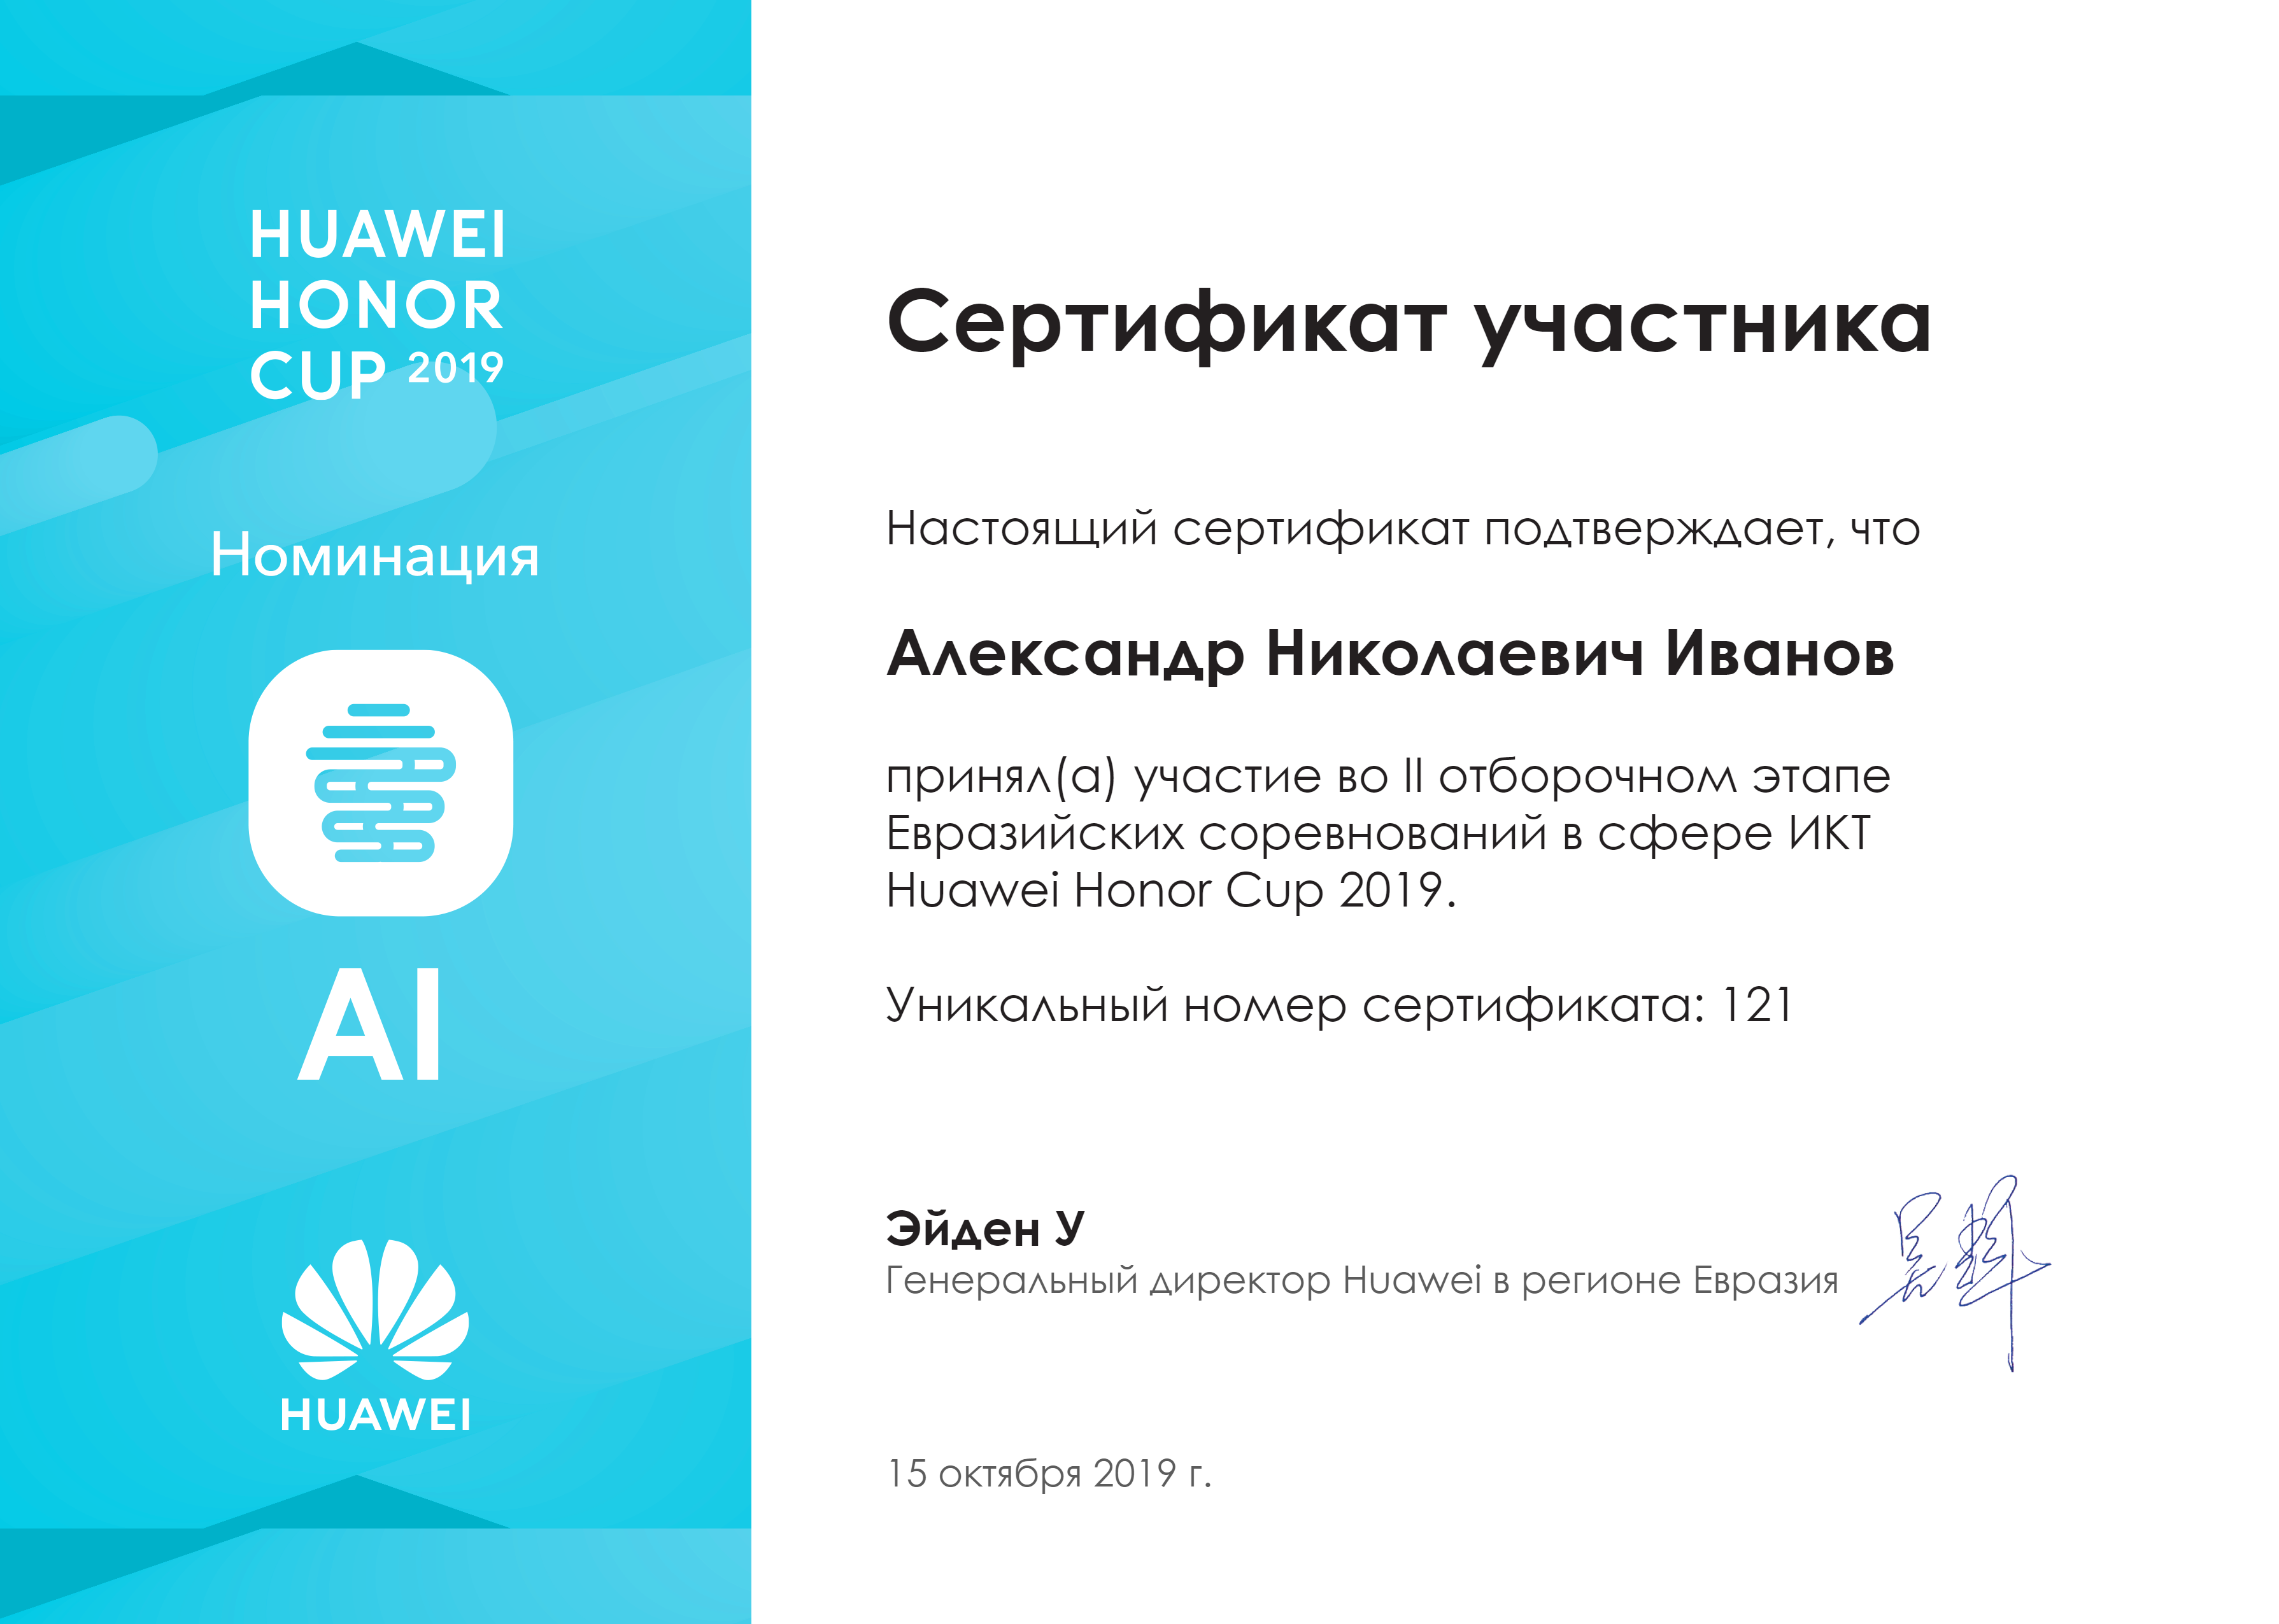 HUAWEI
HONOR
CUP 2019
Номинация
AI
HUAWEI
Сертификат участника
Настоящий сертификат подтверждает, что
Александр Николаевич Иванов
принял(а) участие во II отборочном этапе
Евразийских соревнований в сфере ИКТ
Huawei Honor Cup 2019.
Уникальный номер сертификата: 121
Эйден У
Генеральный директор Huawei в регионе Евразия
15 октября 2019 г.